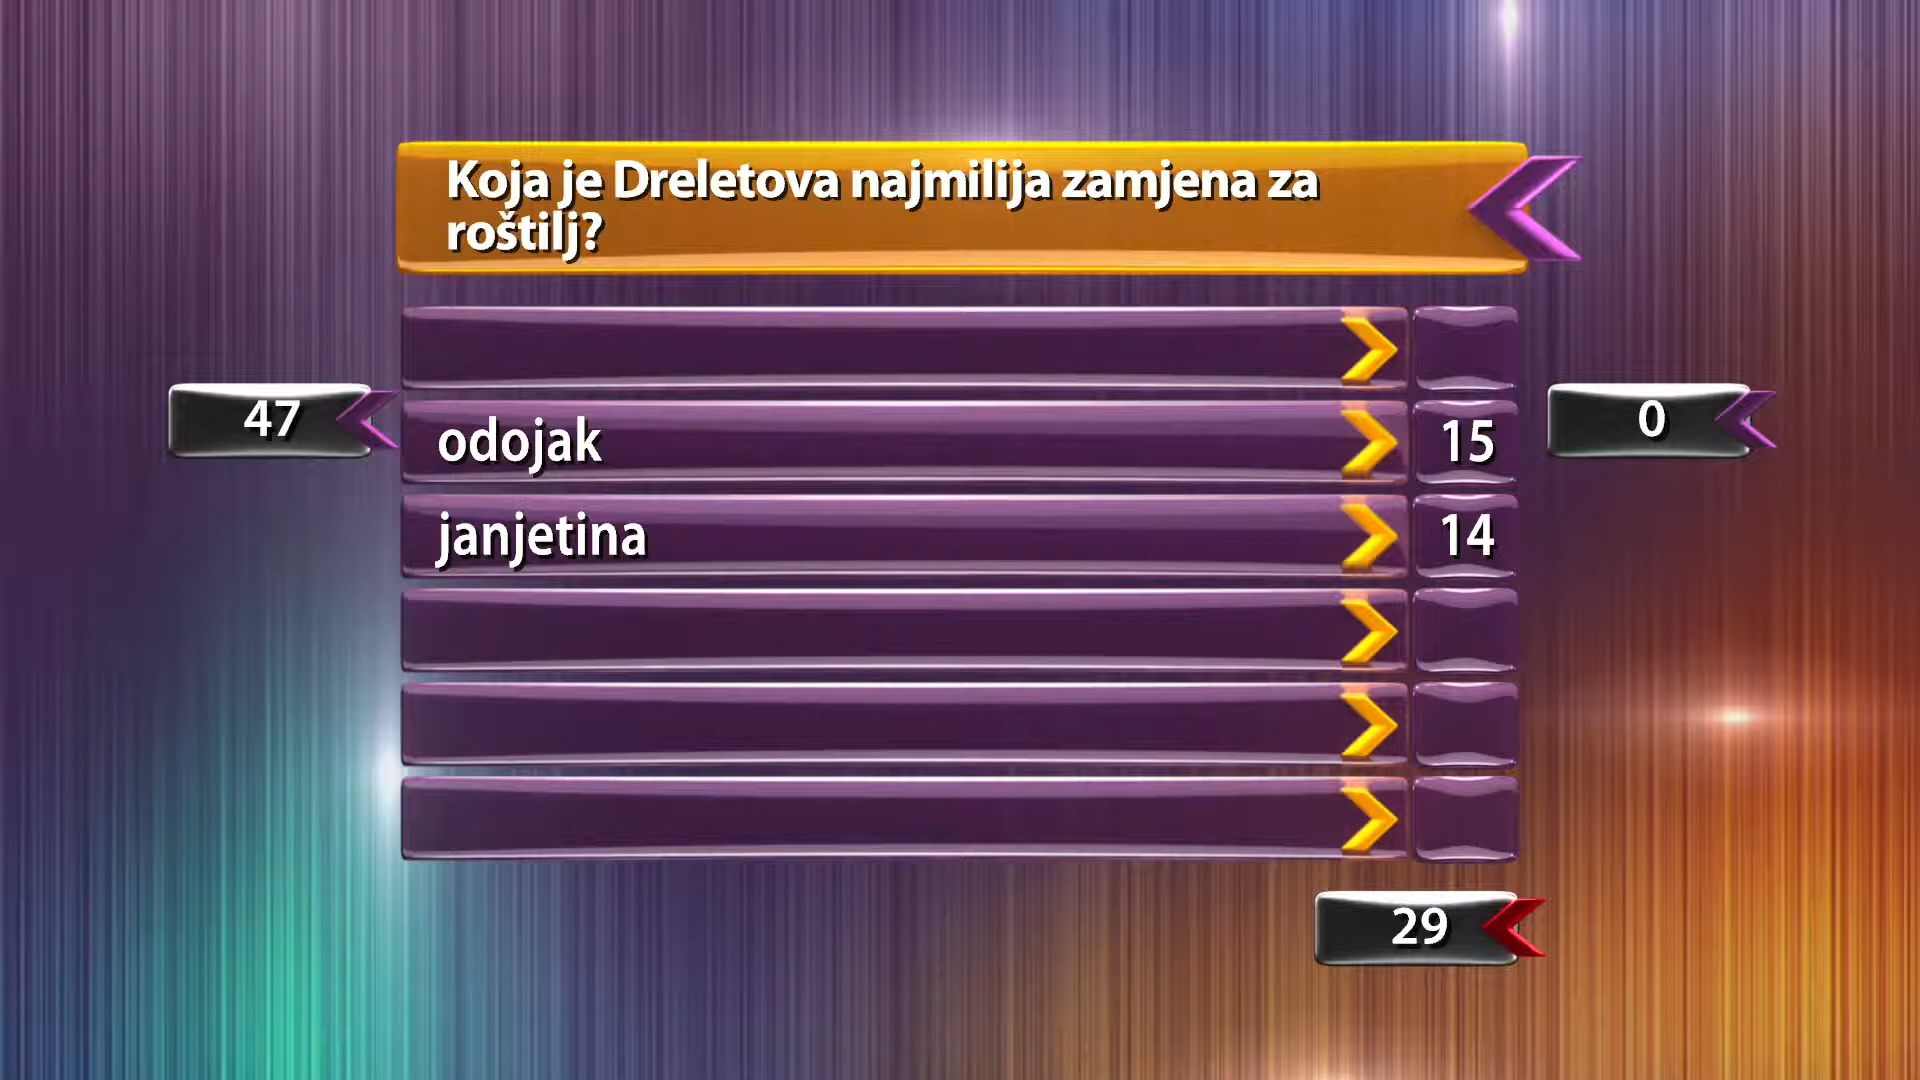 Koja je Dreletova najmilija zamjena za
roštilj?
47
odojak 15
0
janjetina 14
29